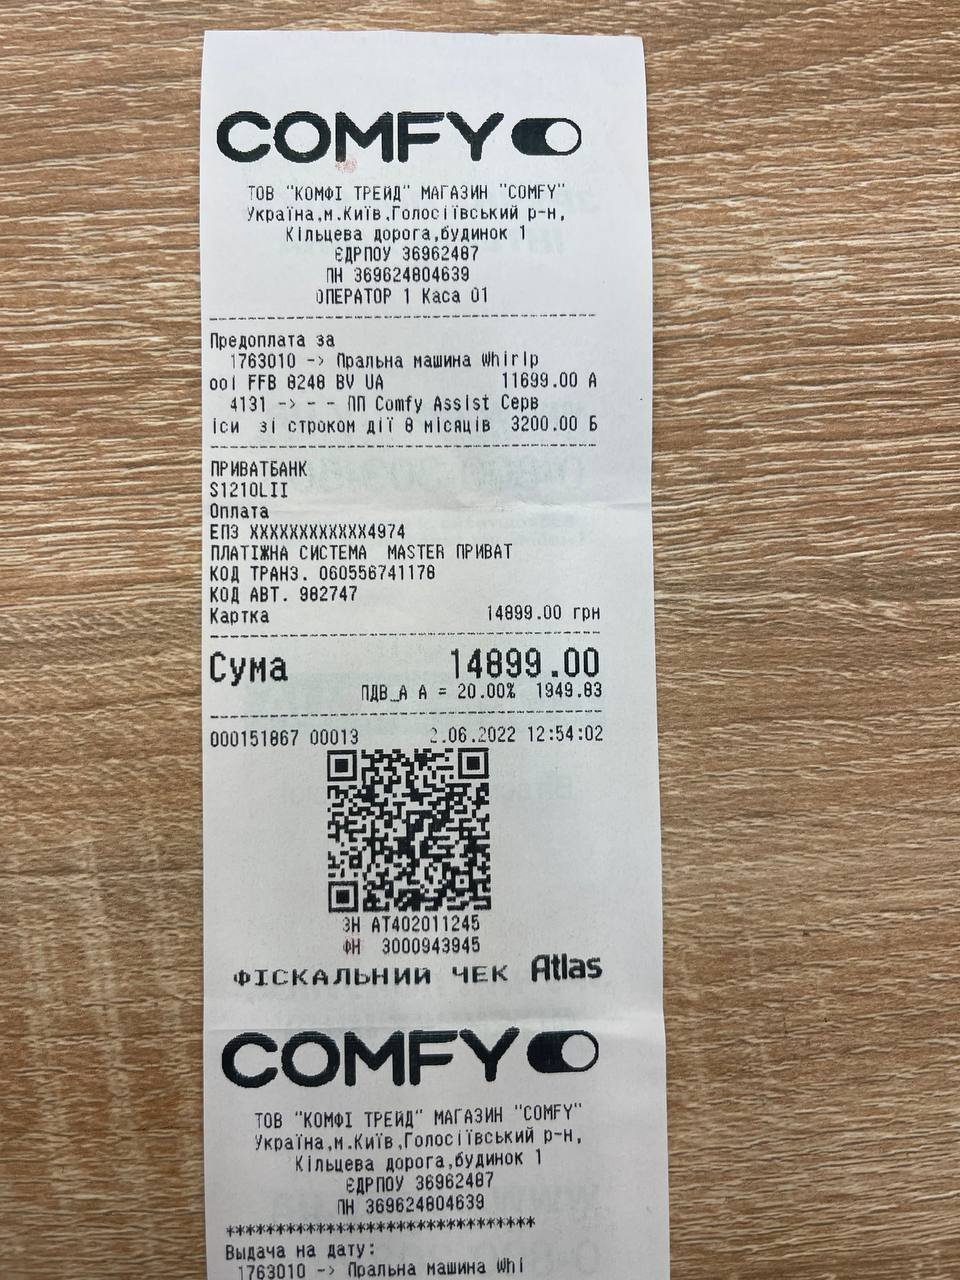 COMFY
ТОВ "КОМФІ ТРЕЙД" МАГАЗИН "COMFY"
Україна,м.Київ,Голосіївський р-н,
Кільцева дорога,будинок 1
ЄДРПОУ 36962487
ПН 369624804639
ОПЕРАТОР 1 Каса 01
Предоплата за
1763010 -> Пральна машина Whirlp
ool FFB 8248 BV UA 11699.00 А
4131 -> - - ПП Comfy Assist Серв
іси зі строком дії 8 місяців 3200.00 Б
ПРИВАТБАНК
S1210LII
Оплата
ЕПЗ XXXXXXXXXXXX4974
ПЛАТІЖНА СИСТЕМА MASTER ПРИВАТ
КОД ТРАНЗ. 060556741178
КОД АВТ. 982747
Картка 14899.00 грн
Сума 14899.00
ПДВ_А А = 20.00% 1949.83
000151867 00013 2.06.2022 12:54:02
ЗН АТ402011245
ФН 3000943945
ФІСКАЛЬНИЙ ЧЕК Atlas
COMFY
ТОВ "КОМФІ ТРЕЙД" МАГАЗИН "COMFY"
Україна,м.Київ,Голосіївський р-н,
Кільцева дорога,будинок 1
ЄДРПОУ 36962487
ПН 369624804639
*******************************
Выдача на дату:
1763010 -> Пральна машина Whi